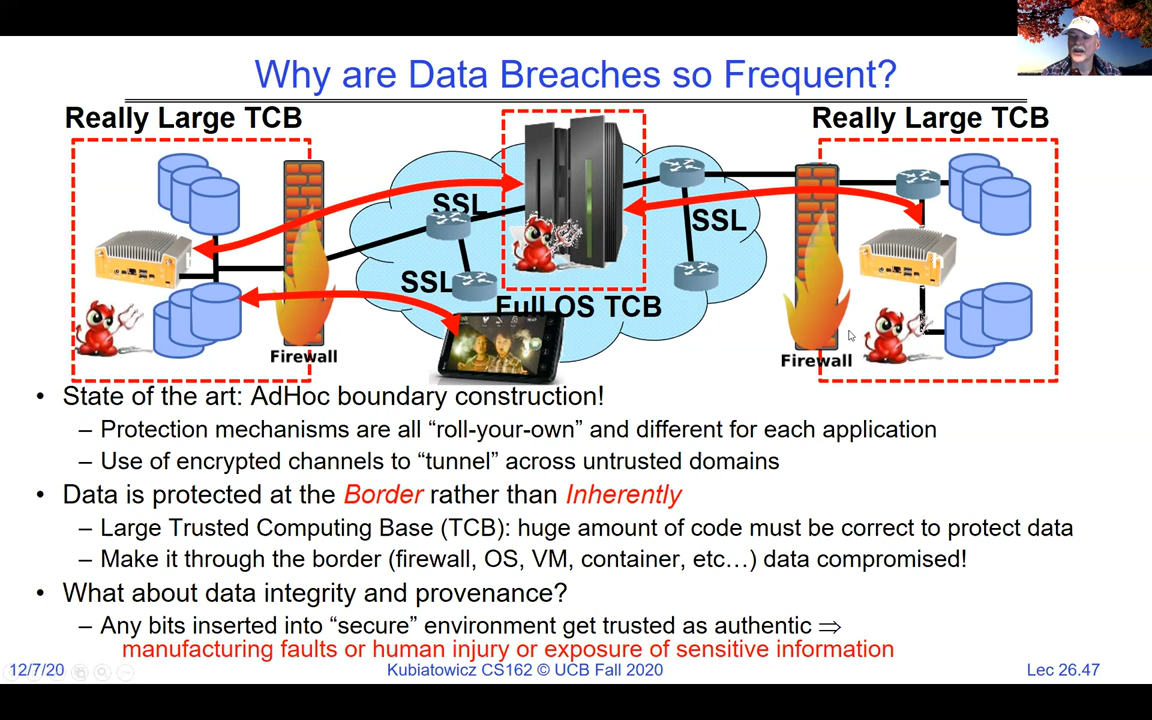 Why are Data Breaches so Frequent?
Really Large TCB
Really Large TCB
SSL
SSL
SSL
Full OS TCB
Firewall
Firewall
• State of the art: AdHoc boundary construction!
– Protection mechanisms are all “roll-your-own” and different for each application
– Use of encrypted channels to “tunnel” across untrusted domains
• Data is protected at the Border rather than Inherently
– Large Trusted Computing Base (TCB): huge amount of code must be correct to protect data
– Make it through the border (firewall, OS, VM, container, etc…) data compromised!
• What about data integrity and provenance?
– Any bits inserted into “secure” environment get trusted as authentic ⇒
manufacturing faults or human injury or exposure of sensitive information
12/7/20
Kubiatowicz CS162 © UCB Fall 2020
Lec 26.47